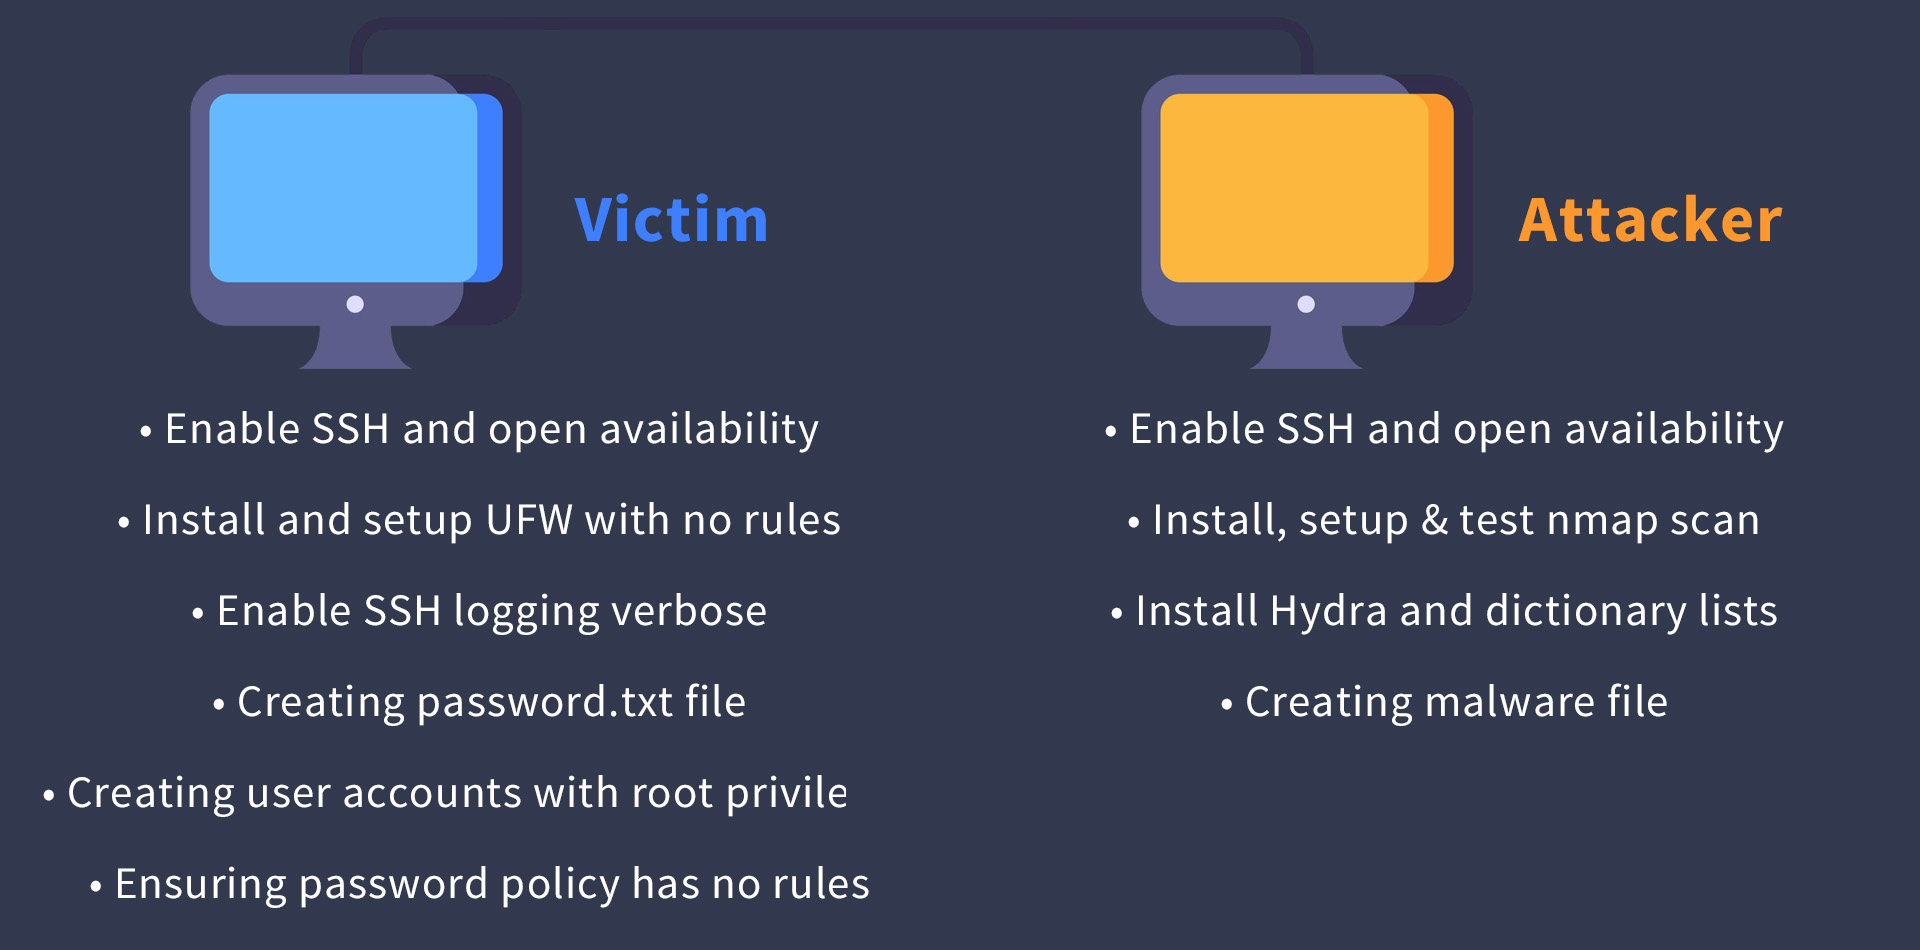 Victim
• Enable SSH and open availability
• Install and setup UFW with no rules
• Enable SSH logging verbose
• Creating password.txt file
• Creating user accounts with root privile
• Ensuring password policy has no rules
Attacker
• Enable SSH and open availability
• Install, setup & test nmap scan
• Install Hydra and dictionary lists
• Creating malware file